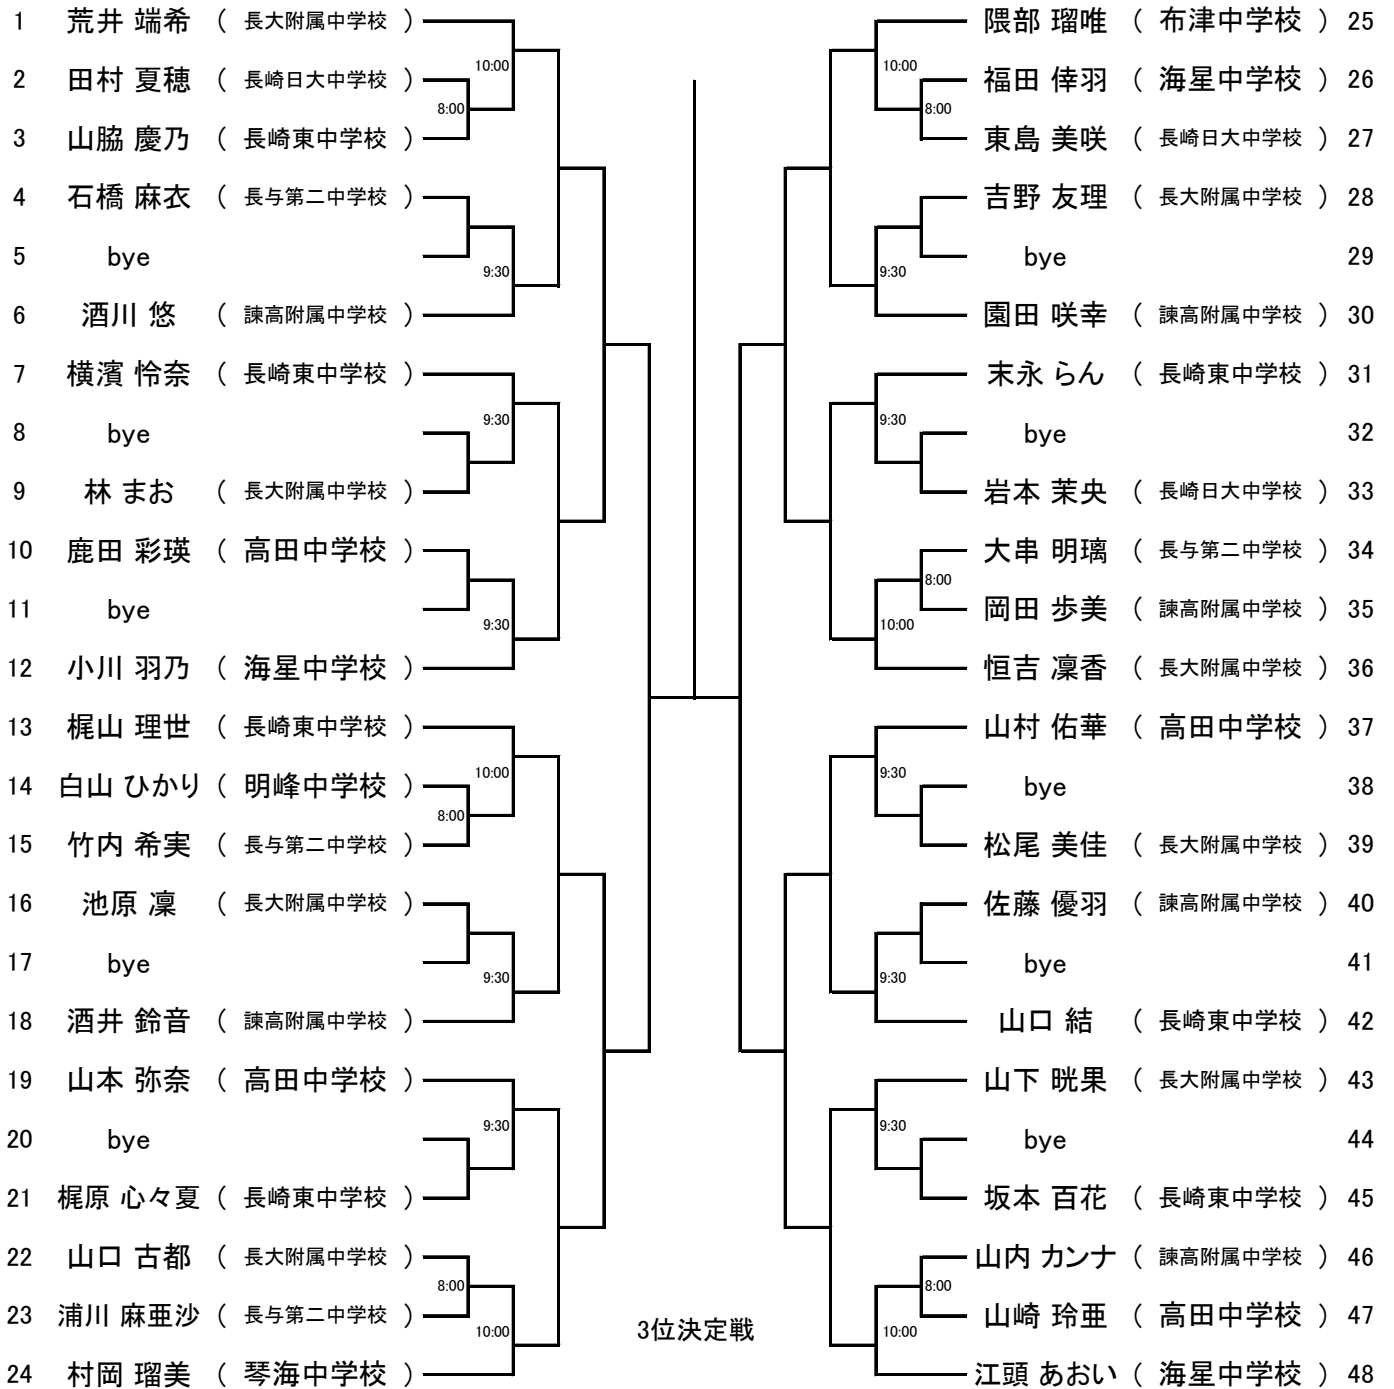 1 荒井 端希 ( 長大附属中学校 )
10:00
2 田村 夏穂 ( 長崎日大中学校 )
8:00
3 山脇 慶乃 ( 長崎東中学校 )
4 石橋 麻衣 ( 長与第二中学校 )
5 bye
9:30
6 酒川 悠 ( 諫高附属中学校 )
7 横濱 怜奈 ( 長崎東中学校 )
9:30
8 bye
9 林 まお ( 長大附属中学校 )
10 鹿田 彩瑛 ( 高田中学校 )
11 bye
9:30
12 小川 羽乃 ( 海星中学校 )
13 梶山 理世 ( 長崎東中学校 )
10:00
14 白山 ひかり ( 明峰中学校 )
8:00
15 竹内 希実 ( 長与第二中学校 )
16 池原 凜 ( 長大附属中学校 )
17 bye
9:30
18 酒井 鈴音 ( 諫高附属中学校 )
19 山本 弥奈 ( 高田中学校 )
9:30
20 bye
21 梶原 心々夏 ( 長崎東中学校 )
22 山口 古都 ( 長大附属中学校 )
8:00
23 浦川 麻亜沙 ( 長与第二中学校 )
10:00
24 村岡 瑠美 ( 琴海中学校 )
3位決定戦
隈部 瑠唯 ( 布津中学校 ) 25
10:00
福田 倖羽 ( 海星中学校 ) 26
8:00
東島 美咲 ( 長崎日大中学校 ) 27
吉野 友理 ( 長大附属中学校 ) 28
bye 29
9:30
園田 咲幸 ( 諫高附属中学校 ) 30
末永 らん ( 長崎東中学校 ) 31
9:30
bye 32
岩本 茉央 ( 長崎日大中学校 ) 33
大串 明璃 ( 長与第二中学校 ) 34
8:00
岡田 歩美 ( 諫高附属中学校 ) 35
10:00
恒吉 凜香 ( 長大附属中学校 ) 36
山村 佑華 ( 高田中学校 ) 37
9:30
bye 38
松尾 美佳 ( 長大附属中学校 ) 39
佐藤 優羽 ( 諫高附属中学校 ) 40
bye 41
9:30
山口 結 ( 長崎東中学校 ) 42
山下 晄果 ( 長大附属中学校 ) 43
9:30
bye 44
坂本 百花 ( 長崎東中学校 ) 45
山内 カンナ ( 諫高附属中学校 ) 46
8:00
山崎 玲亜 ( 高田中学校 ) 47
10:00
江頭 あおい ( 海星中学校 ) 48